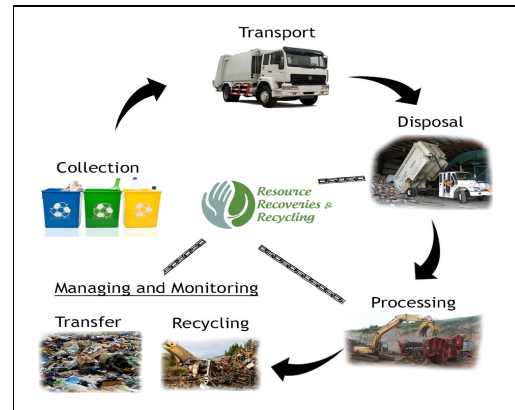 Transport
Disposal
Collection
Resource
Recoveries &
Recycling
Managing and Monitoring
Processing
Transfer
Recycling